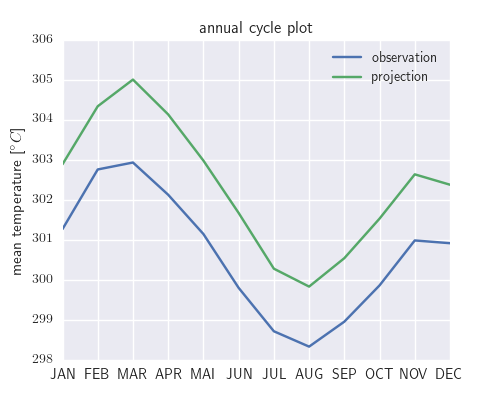 annual cycle plot
306
305
304
303
302
301
300
299
298
mean temperature [°C]
observation
projection
JAN FEB MAR APR MAI JUN JUL AUG SEP OCT NOV DEC